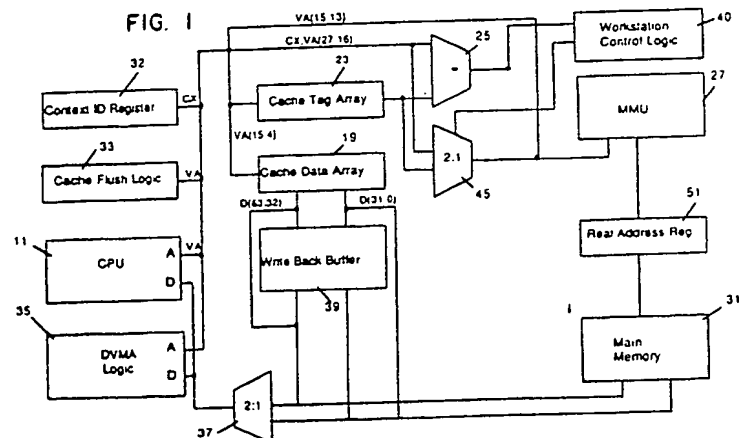 FIG. 1
VA(15:13)
CX,VA(27:16)
25
Workstation
Control Logic
40
32
Context ID Register
CX
23
Cache Tag Array
=
27
MMU
VA(15:4)
33
Cache Flush Logic
VA
19
Cache Data Array
2:1
45
D(63:32)
D(31:0)
51
Real Address Reg
11
CPU
VA
A
D
Write Back Buffer
39
35
DVMA
Logic
A
D
31
Main
Memory
2:1
37